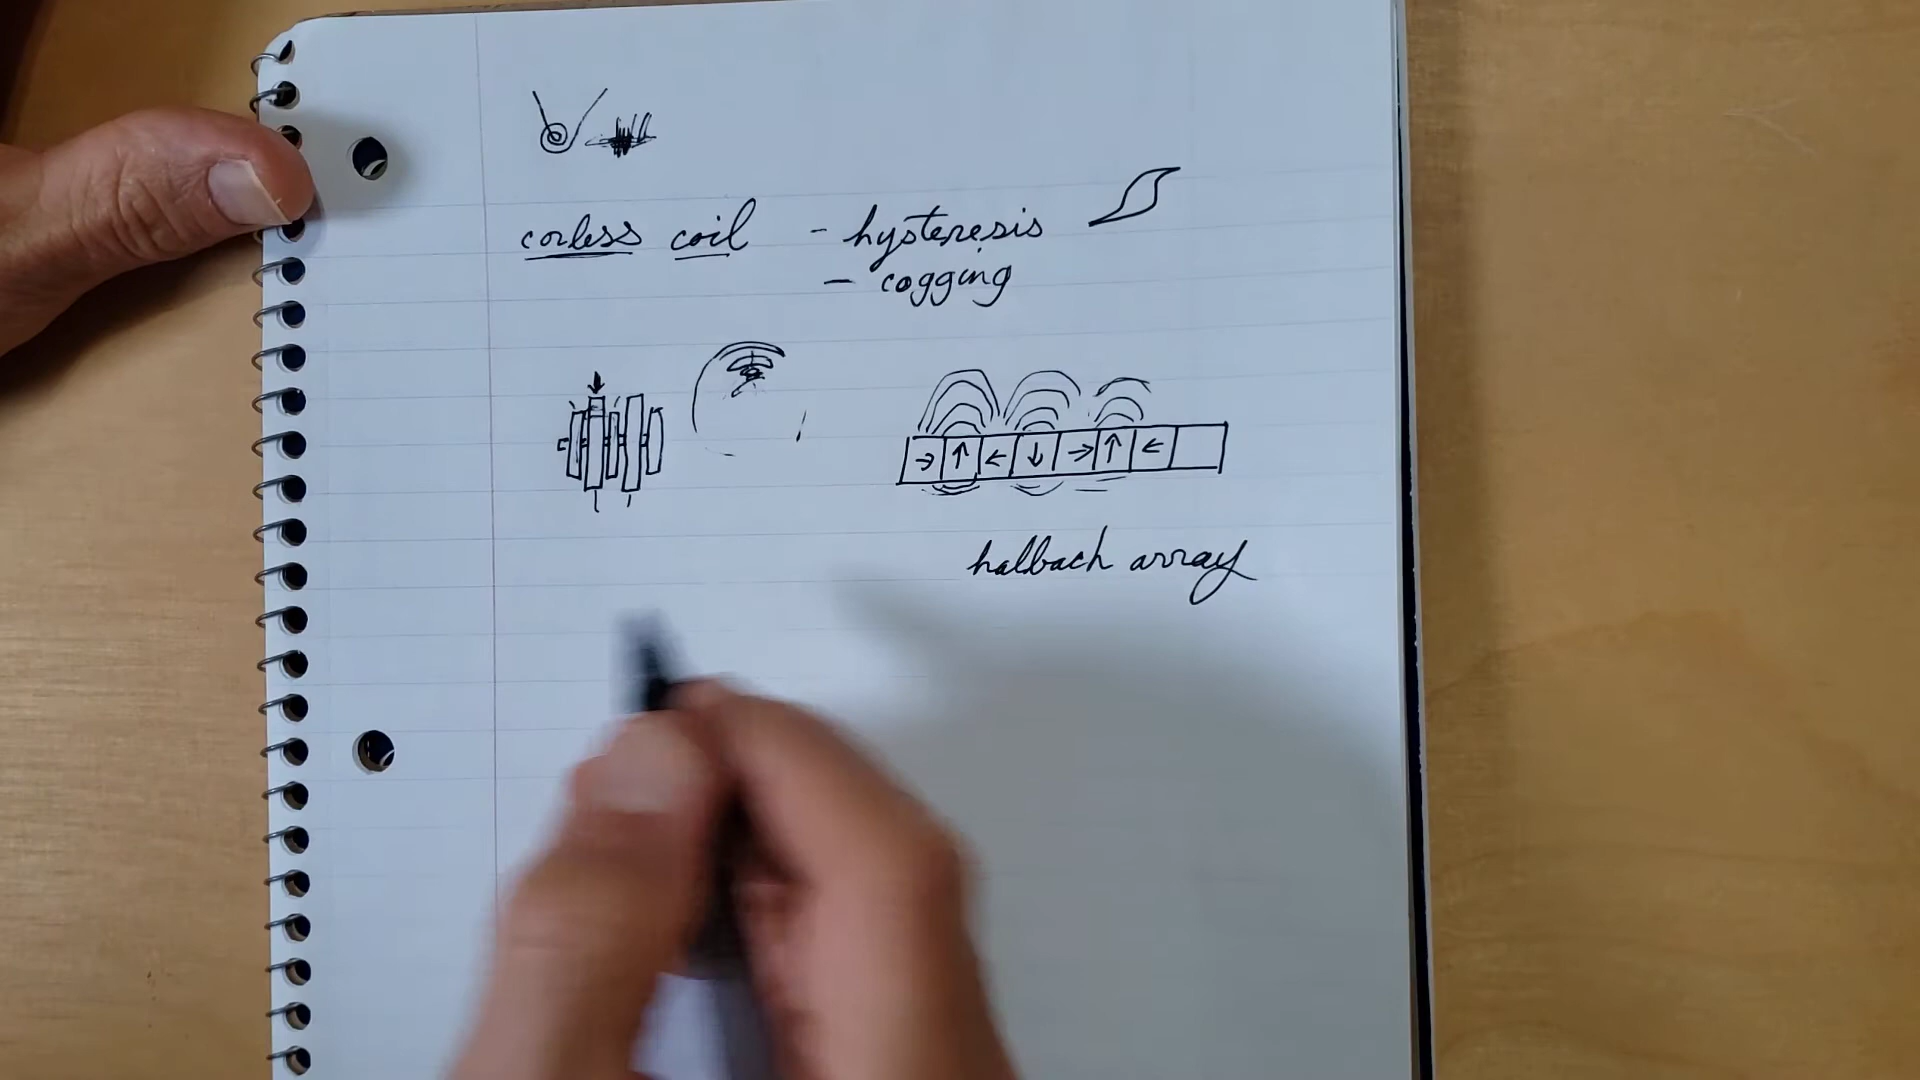 corless coil - hysteresis
- cogging
halbach array